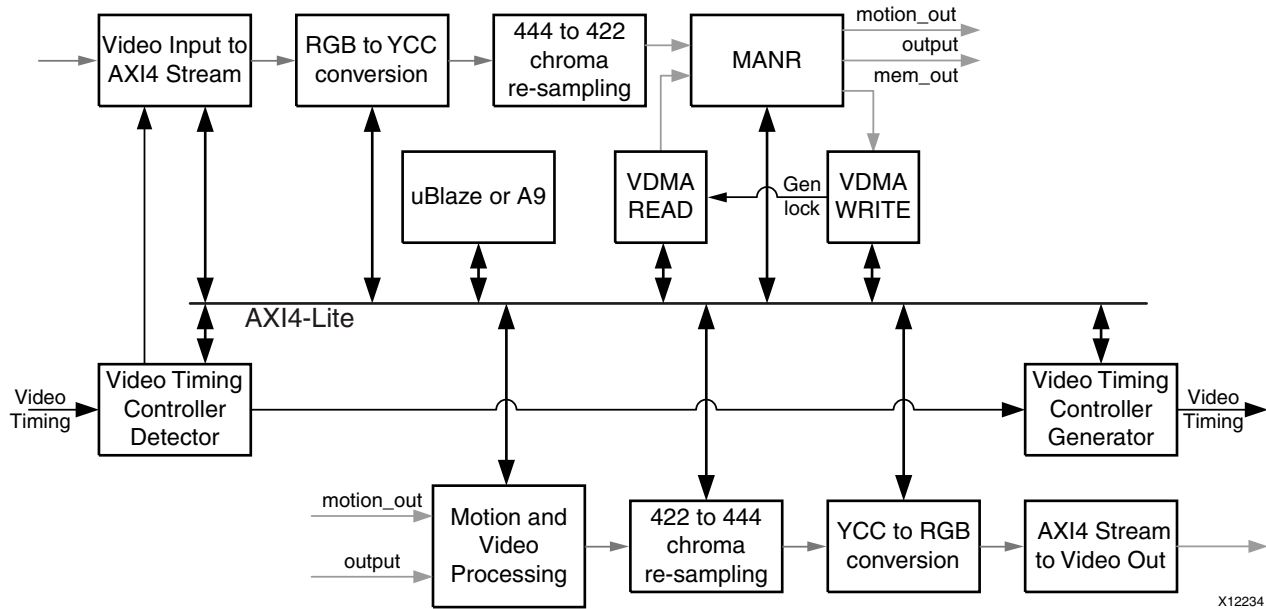 Video Input to
AXI4 Stream
RGB to YCC
conversion
444 to 422
chroma
re-sampling
MANR
motion_out
output
mem_out
uBlaze or A9
VDMA
READ
Gen
lock
VDMA
WRITE
AXI4-Lite
Video
Timing
Video Timing
Controller
Detector
Video Timing
Controller
Generator
Video
Timing
motion_out
output
Motion and
Video
Processing
422 to 444
chroma
re-sampling
YCC to RGB
conversion
AXI4 Stream
to Video Out
X12234